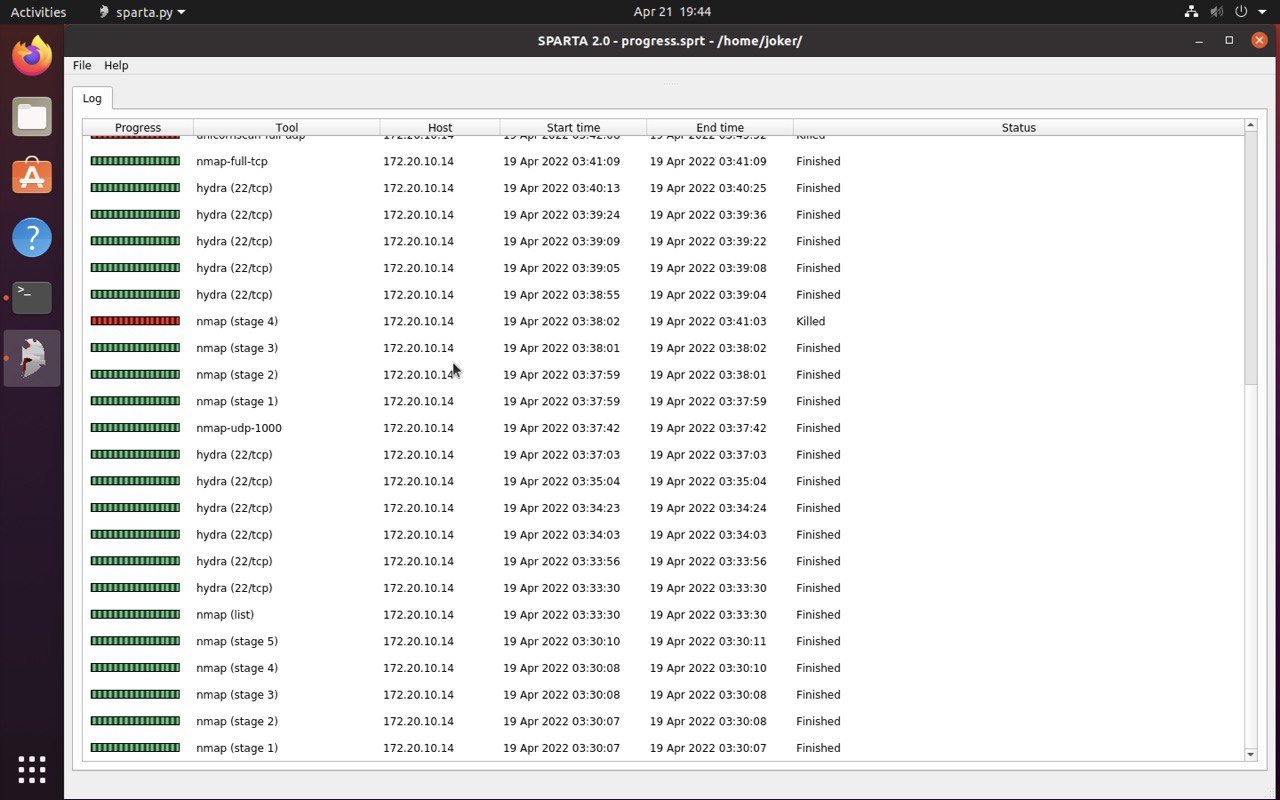 Activities sparta.py Apr 21 19:44
SPARTA 2.0 - progress.sprt - /home/joker/
File Help
Log
Progress Tool Host Start time End time Status
unicornscan-full-udp 172.20.10.14 19 Apr 2022 Killed
nmap-full-tcp 172.20.10.14 19 Apr 2022 03:41:09 19 Apr 2022 03:41:09 Finished
hydra (22/tcp) 172.20.10.14 19 Apr 2022 03:40:13 19 Apr 2022 03:40:25 Finished
hydra (22/tcp) 172.20.10.14 19 Apr 2022 03:39:24 19 Apr 2022 03:39:36 Finished
hydra (22/tcp) 172.20.10.14 19 Apr 2022 03:39:09 19 Apr 2022 03:39:22 Finished
hydra (22/tcp) 172.20.10.14 19 Apr 2022 03:39:05 19 Apr 2022 03:39:08 Finished
hydra (22/tcp) 172.20.10.14 19 Apr 2022 03:38:55 19 Apr 2022 03:39:04 Finished
nmap (stage 4) 172.20.10.14 19 Apr 2022 03:38:02 19 Apr 2022 03:41:03 Killed
nmap (stage 3) 172.20.10.14 19 Apr 2022 03:38:01 19 Apr 2022 03:38:02 Finished
nmap (stage 2) 172.20.10.14 19 Apr 2022 03:37:59 19 Apr 2022 03:38:01 Finished
nmap (stage 1) 172.20.10.14 19 Apr 2022 03:37:59 19 Apr 2022 03:37:59 Finished
nmap-udp-1000 172.20.10.14 19 Apr 2022 03:37:42 19 Apr 2022 03:37:42 Finished
hydra (22/tcp) 172.20.10.14 19 Apr 2022 03:37:03 19 Apr 2022 03:37:03 Finished
hydra (22/tcp) 172.20.10.14 19 Apr 2022 03:35:04 19 Apr 2022 03:35:04 Finished
hydra (22/tcp) 172.20.10.14 19 Apr 2022 03:34:23 19 Apr 2022 03:34:24 Finished
hydra (22/tcp) 172.20.10.14 19 Apr 2022 03:34:03 19 Apr 2022 03:34:03 Finished
hydra (22/tcp) 172.20.10.14 19 Apr 2022 03:33:56 19 Apr 2022 03:33:56 Finished
hydra (22/tcp) 172.20.10.14 19 Apr 2022 03:33:30 19 Apr 2022 03:33:30 Finished
nmap (list) 172.20.10.14 19 Apr 2022 03:33:30 19 Apr 2022 03:33:30 Finished
nmap (stage 5) 172.20.10.14 19 Apr 2022 03:30:10 19 Apr 2022 03:30:11 Finished
nmap (stage 4) 172.20.10.14 19 Apr 2022 03:30:08 19 Apr 2022 03:30:10 Finished
nmap (stage 3) 172.20.10.14 19 Apr 2022 03:30:08 19 Apr 2022 03:30:08 Finished
nmap (stage 2) 172.20.10.14 19 Apr 2022 03:30:07 19 Apr 2022 03:30:08 Finished
nmap (stage 1) 172.20.10.14 19 Apr 2022 03:30:07 19 Apr 2022 03:30:07 Finished